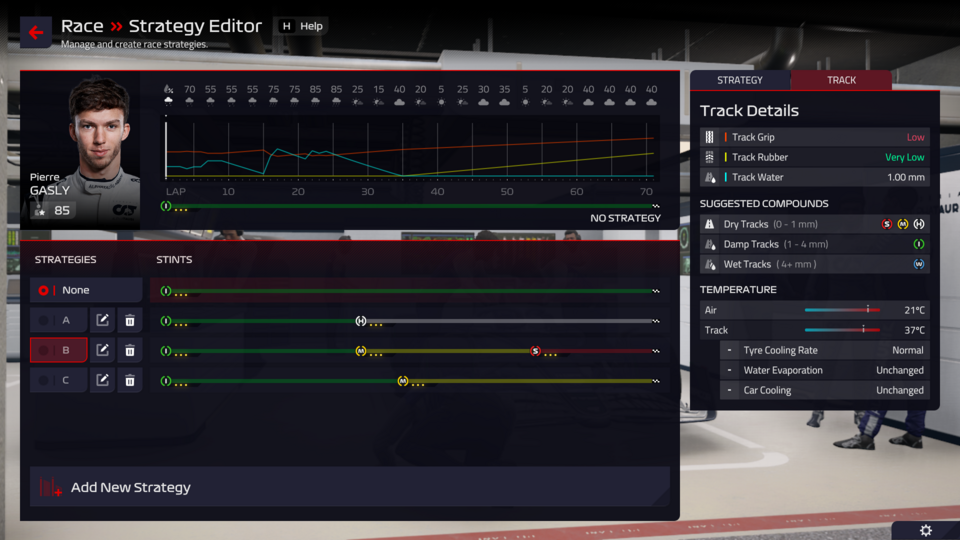 Race » Strategy Editor
H Help
Manage and create race strategies.
% 70 55 55 55 75 75 85 85 25 15 40 20 5 25 30 35 5 20 20 40 40 40 40
Pierre
GASLY
85
LAP 10 20 30 40 50 60 70
I
NO STRATEGY
STRATEGIES STINTS
None I
A I H
B I M S
C I M
Add New Strategy
STRATEGY TRACK
Track Details
Track Grip Low
Track Rubber Very Low
Track Water 1.00 mm
SUGGESTED COMPOUNDS
Dry Tracks (0 - 1 mm) S M H
Damp Tracks (1 - 4 mm) I
Wet Tracks ( 4+ mm ) W
TEMPERATURE
Air 21°C
Track 37°C
- Tyre Cooling Rate Normal
- Water Evaporation Unchanged
- Car Cooling Unchanged